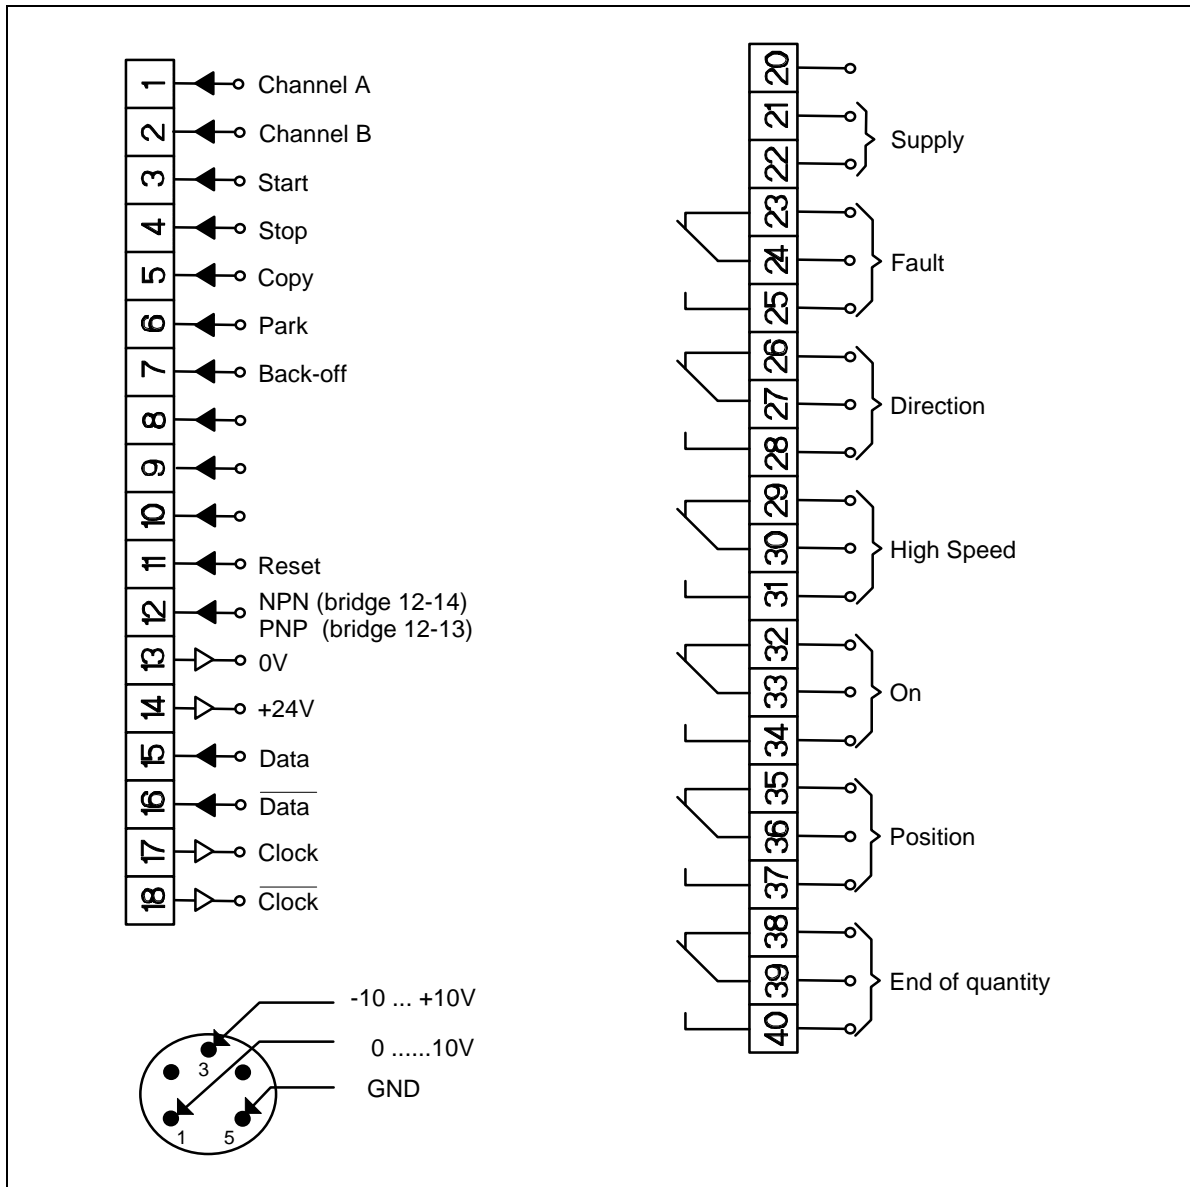 1 Channel A
2 Channel B
3 Start
4 Stop
5 Copy
6 Park
7 Back-off
8
9
10
11 Reset
12 NPN (bridge 12-14)
PNP (bridge 12-13)
13 0V
14 +24V
15 Data
16 D̅a̅t̅a̅
17 Clock
18 C̅l̅o̅c̅k̅
-10 ... +10V
0 ......10V
GND
3
1 5
20
21
Supply
22
23
24 Fault
25
26
27 Direction
28
29
30 High Speed
31
32
33 On
34
35
36 Position
37
38
39 End of quantity
40